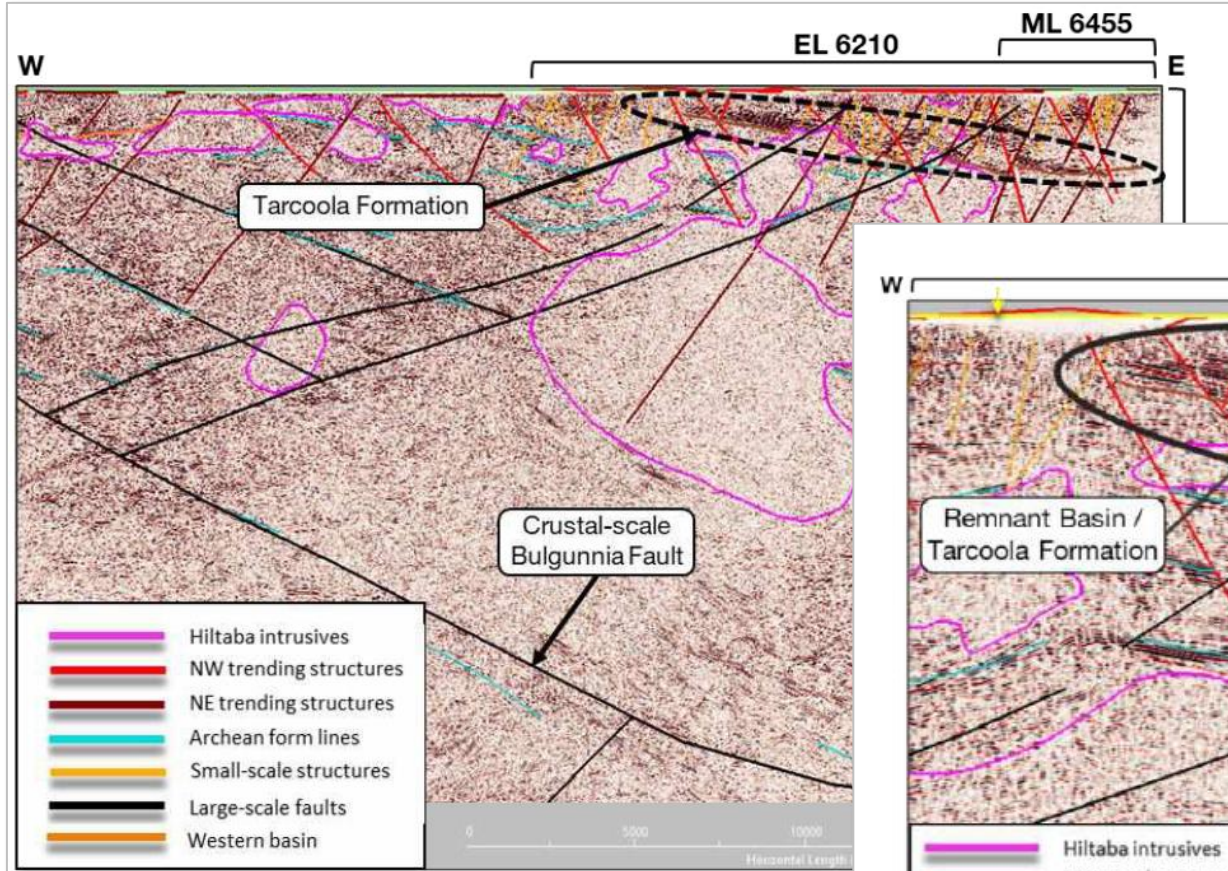 ML 6455
EL 6210
W
E
Tarcoola Formation
W
Remnant Basin /
Tarcoola Formation
Crustal-scale
Bulgunnia Fault
Hiltaba intrusives
NW trending structures
NE trending structures
Archean form lines
Small-scale structures
Large-scale faults
Western basin
0
5000
10000
Horizontal Length
Hiltaba intrusives